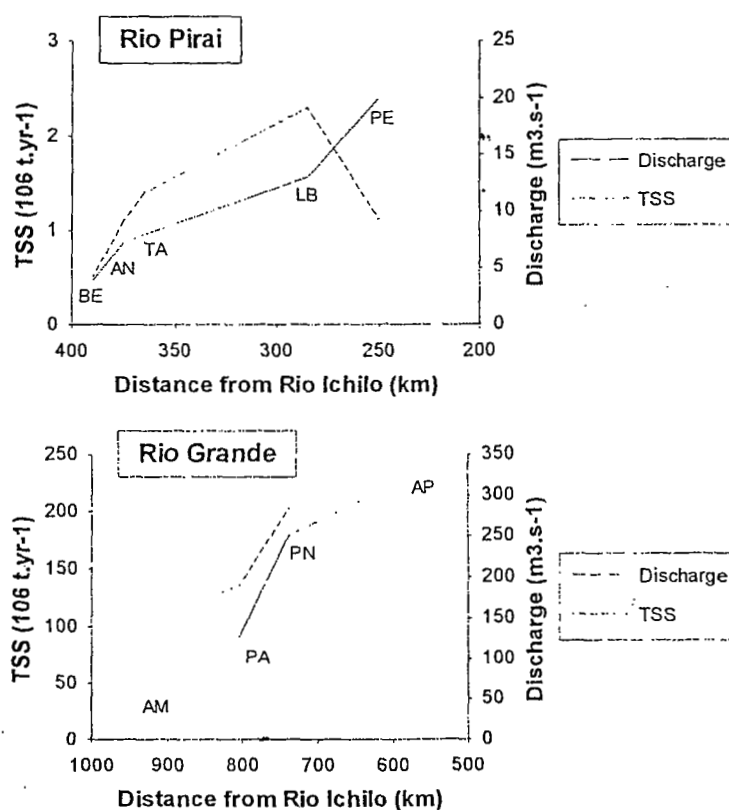 Rio Pirai
3
2
1
0
TSS (106 t.yr-1)
25
20
15
10
5
0
Discharge (m3.s-1)
BE
AN
TA
LB
PE
400
350
300
250
200
Distance from Rio Ichilo (km)
Discharge
TSS
Rio Grande
250
200
150
100
50
0
TSS (106 t.yr-1)
350
300
250
200
150
100
50
0
Discharge (m3.s-1)
AM
PA
PN
AP
1000
900
800
700
600
500
Distance from Rio Ichilo (km)
Discharge
TSS